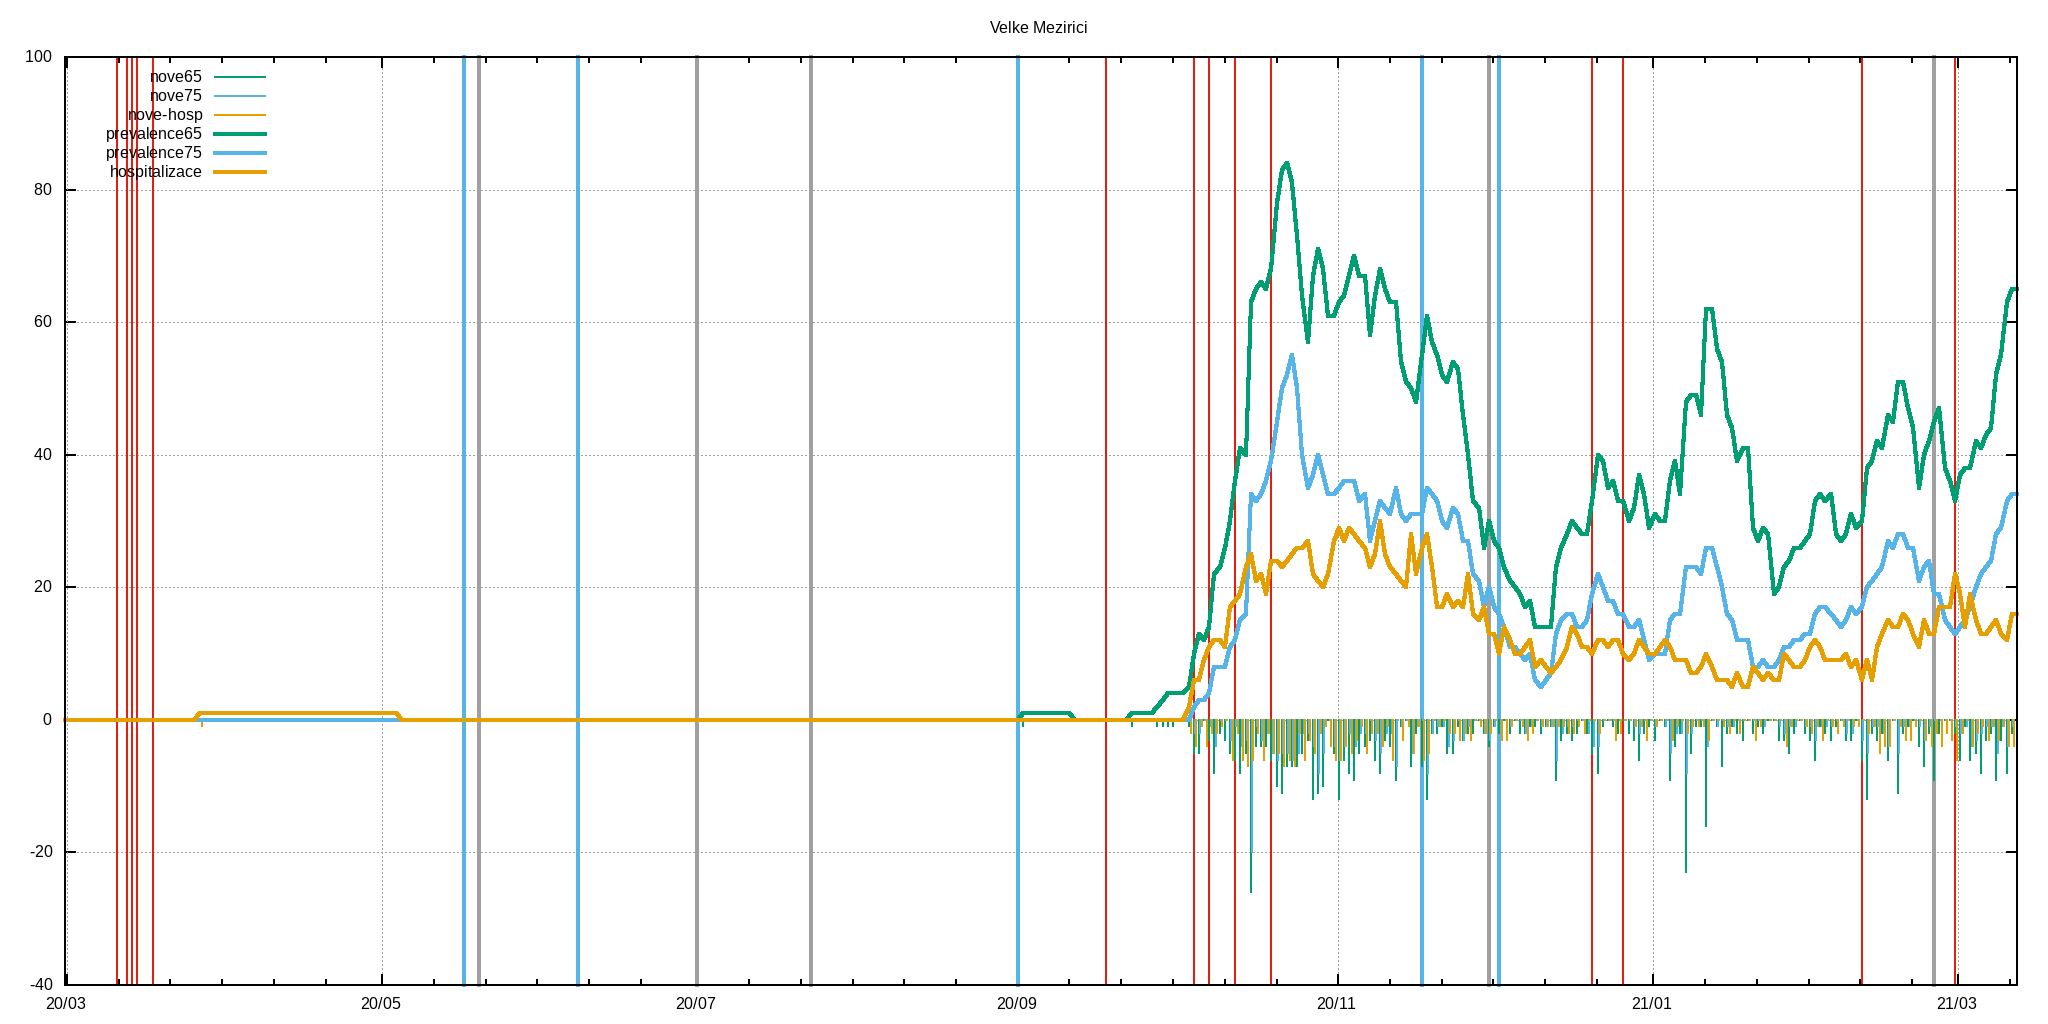 Velke Mezirici
100
80
60
40
20
0
-20
-40
nove65
nove75
nove-hosp
prevalence65
prevalence75
hospitalizace
20/03 20/05 20/07 20/09 20/11 21/01 21/03